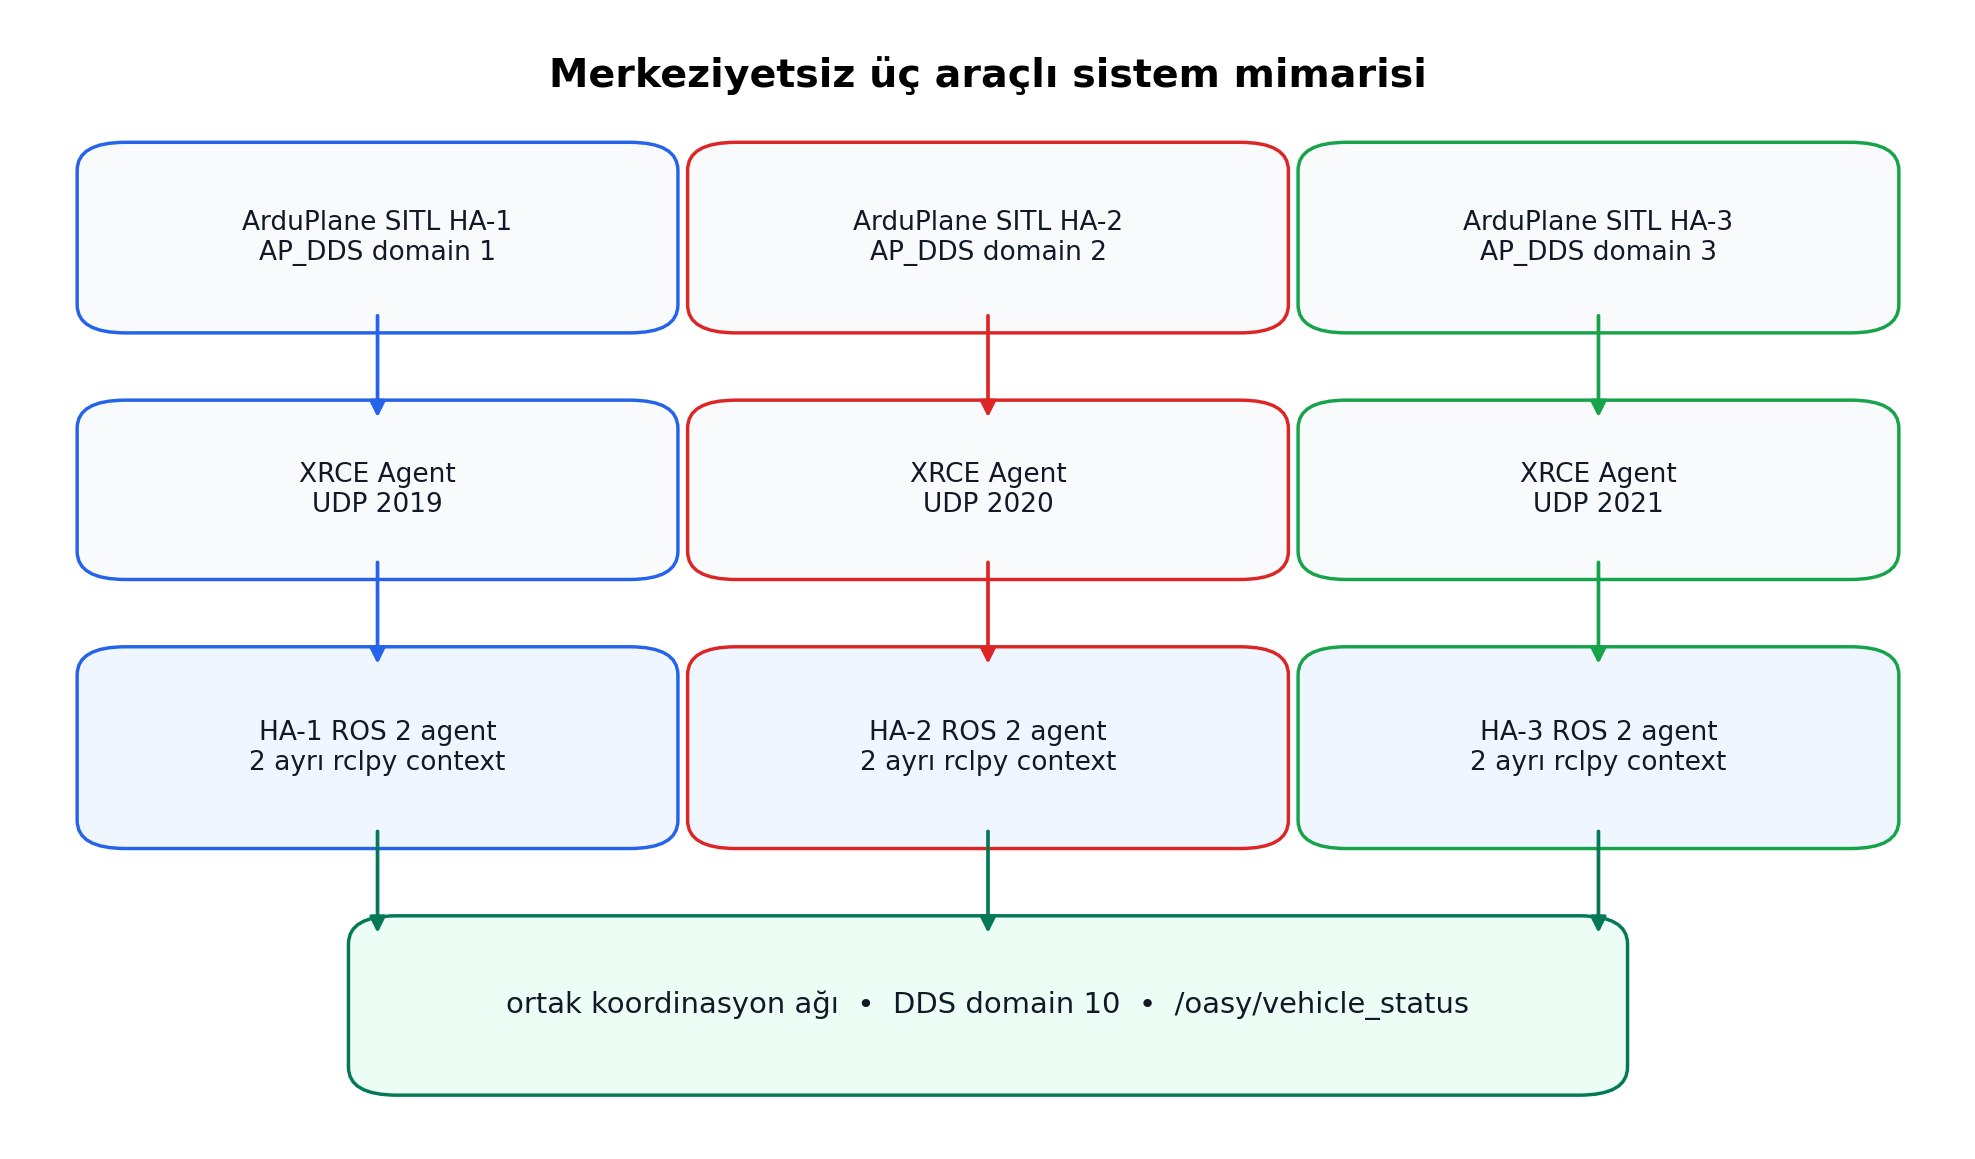 Merkeziyetsiz üç araçlı sistem mimarisi
ArduPlane SITL HA-1
AP_DDS domain 1
ArduPlane SITL HA-2
AP_DDS domain 2
ArduPlane SITL HA-3
AP_DDS domain 3
XRCE Agent
UDP 2019
XRCE Agent
UDP 2020
XRCE Agent
UDP 2021
HA-1 ROS 2 agent
2 ayrı rclpy context
HA-2 ROS 2 agent
2 ayrı rclpy context
HA-3 ROS 2 agent
2 ayrı rclpy context
ortak koordinasyon ağı • DDS domain 10 • /oasy/vehicle_status